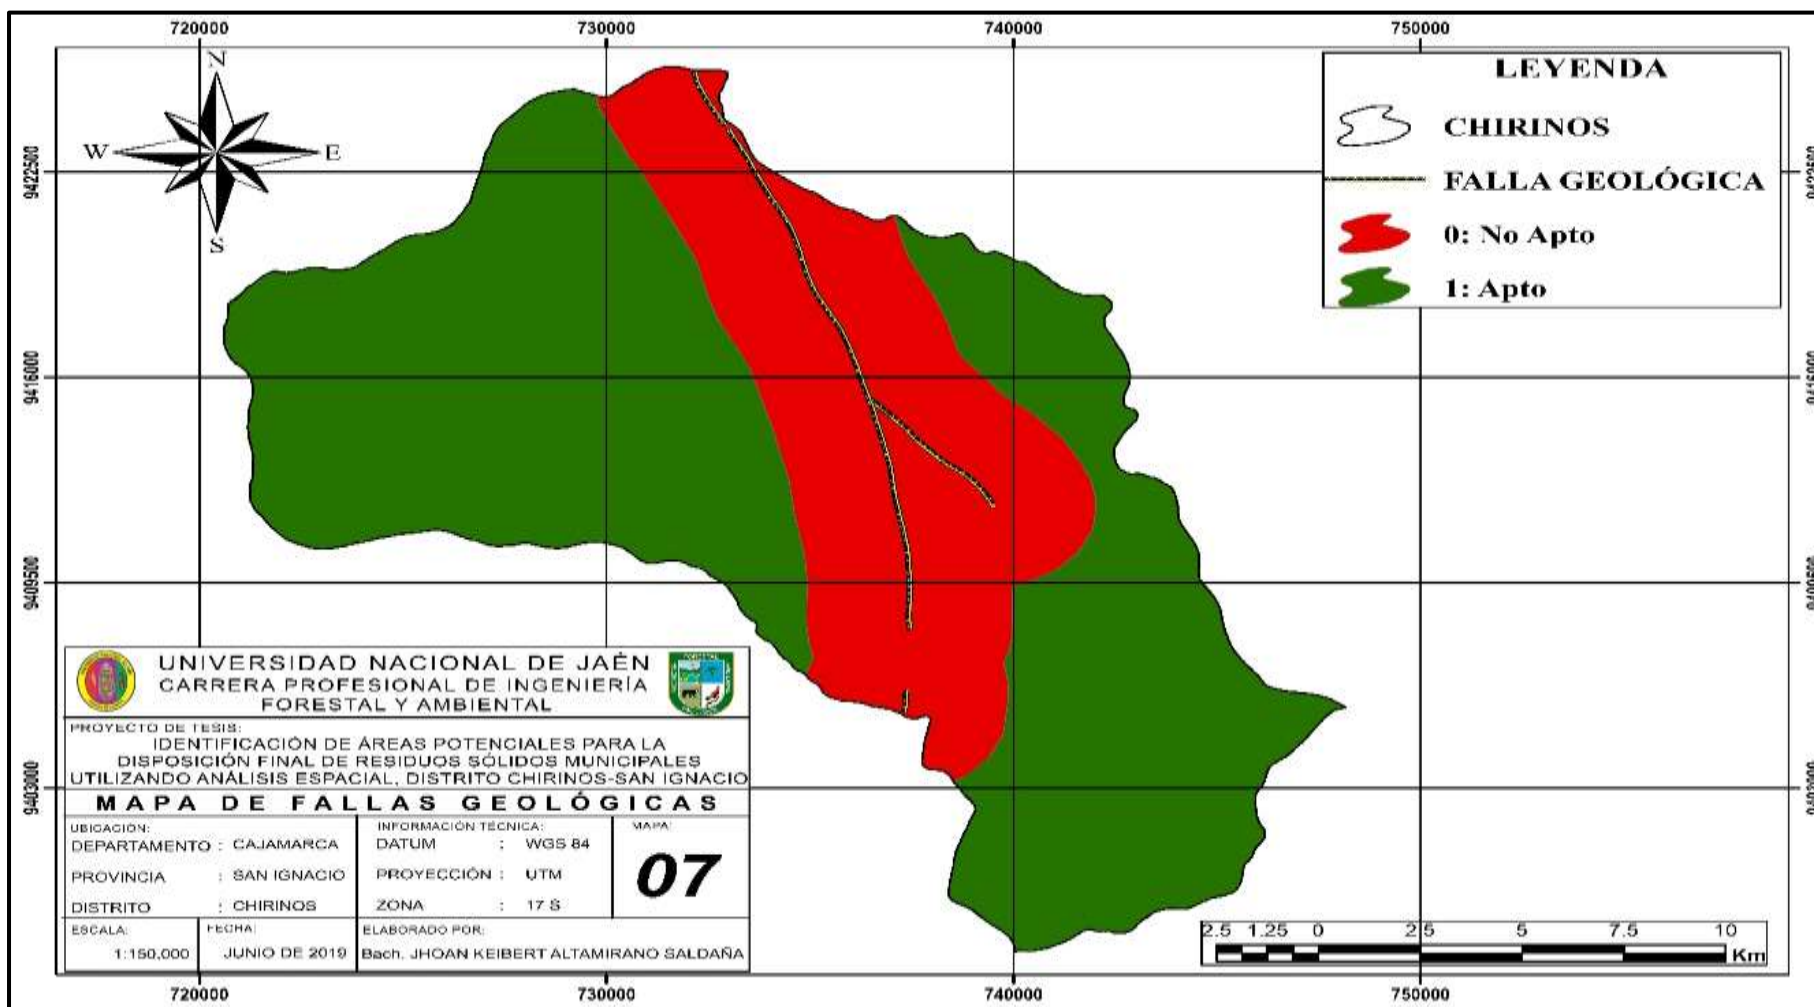 720000 730000 740000 750000
N
W E
S
LEYENDA
CHIRINOS
FALLA GEOLÓGICA
0: No Apto
1: Apto
9422500 9422500
9416000 9416000
9409500 9409500
9403000 9403000
UNIVERSIDAD NACIONAL DE JAÉN
CARRERA PROFESIONAL DE INGENIERÍA
FORESTAL Y AMBIENTAL
PROYECTO DE TESIS:
IDENTIFICACIÓN DE ÁREAS POTENCIALES PARA LA
DISPOSICIÓN FINAL DE RESIDUOS SÓLIDOS MUNICIPALES
UTILIZANDO ANÁLISIS ESPACIAL, DISTRITO CHIRINOS-SAN IGNACIO
MAPA DE FALLAS GEOLÓGICAS
UBICACIÓN:
DEPARTAMENTO : CAJAMARCA
PROVINCIA : SAN IGNACIO
DISTRITO : CHIRINOS
INFORMACIÓN TÉCNICA:
DATUM : WGS 84
PROYECCIÓN : UTM
ZONA : 17 S
MAPA:
07
ESCALA:
1:150,000
FECHA:
JUNIO DE 2019
ELABORADO POR:
Bach. JHOAN KEIBERT ALTAMIRANO SALDAÑA
2.5 1.25 0 2.5 5 7.5 10
Km
720000 730000 740000 750000